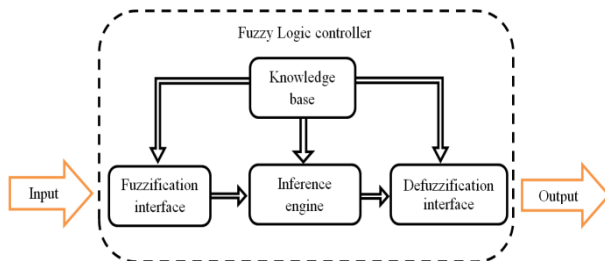 Fuzzy Logic controller
Knowledge
base
Input
Fuzzification
interface
Inference
engine
Defuzzification
interface
Output